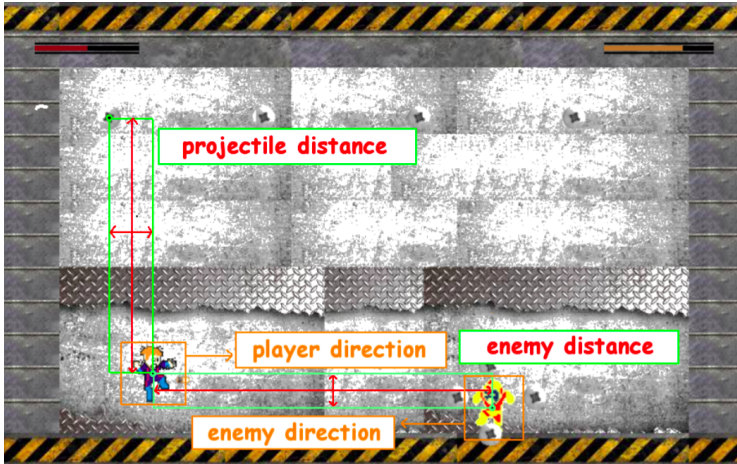 projectile distance
player direction
enemy distance
enemy direction